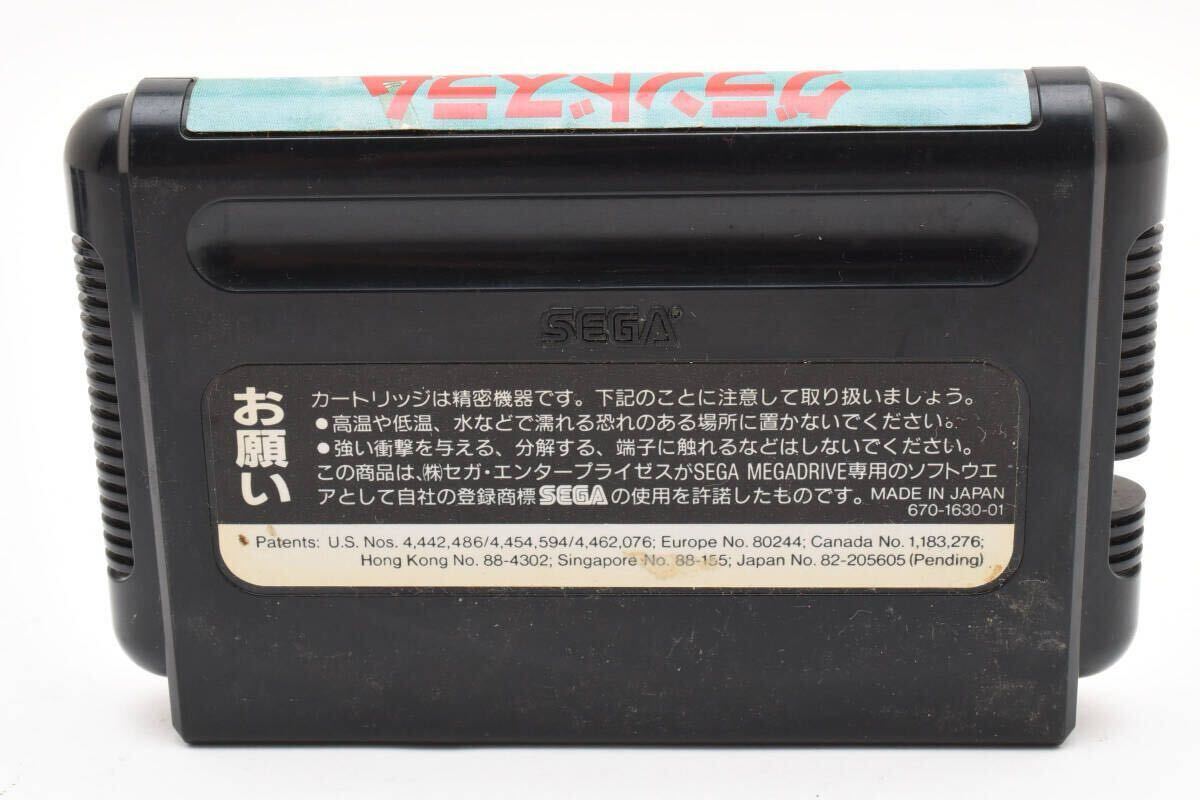 グランドスラム
SEGA®
お願い
カートリッジは精密機器です。下記のことに注意して取り扱いましょう。
●高温や低温、水などで濡れる恐れのある場所に置かないでください。
●強い衝撃を与える、分解する、端子に触れるなどはしないでください。
この商品は、㈱セガ・エンタープライゼスがSEGA MEGADRIVE専用のソフトウエ
アとして自社の登録商標SEGAの使用を許諾したものです。MADE IN JAPAN
670-1630-01
Patents: U.S. Nos. 4,442,486/4,454,594/4,462,076; Europe No. 80244; Canada No. 1,183,276;
Hong Kong No. 88-4302; Singapore No. 88-155; Japan No. 82-205605 (Pending)